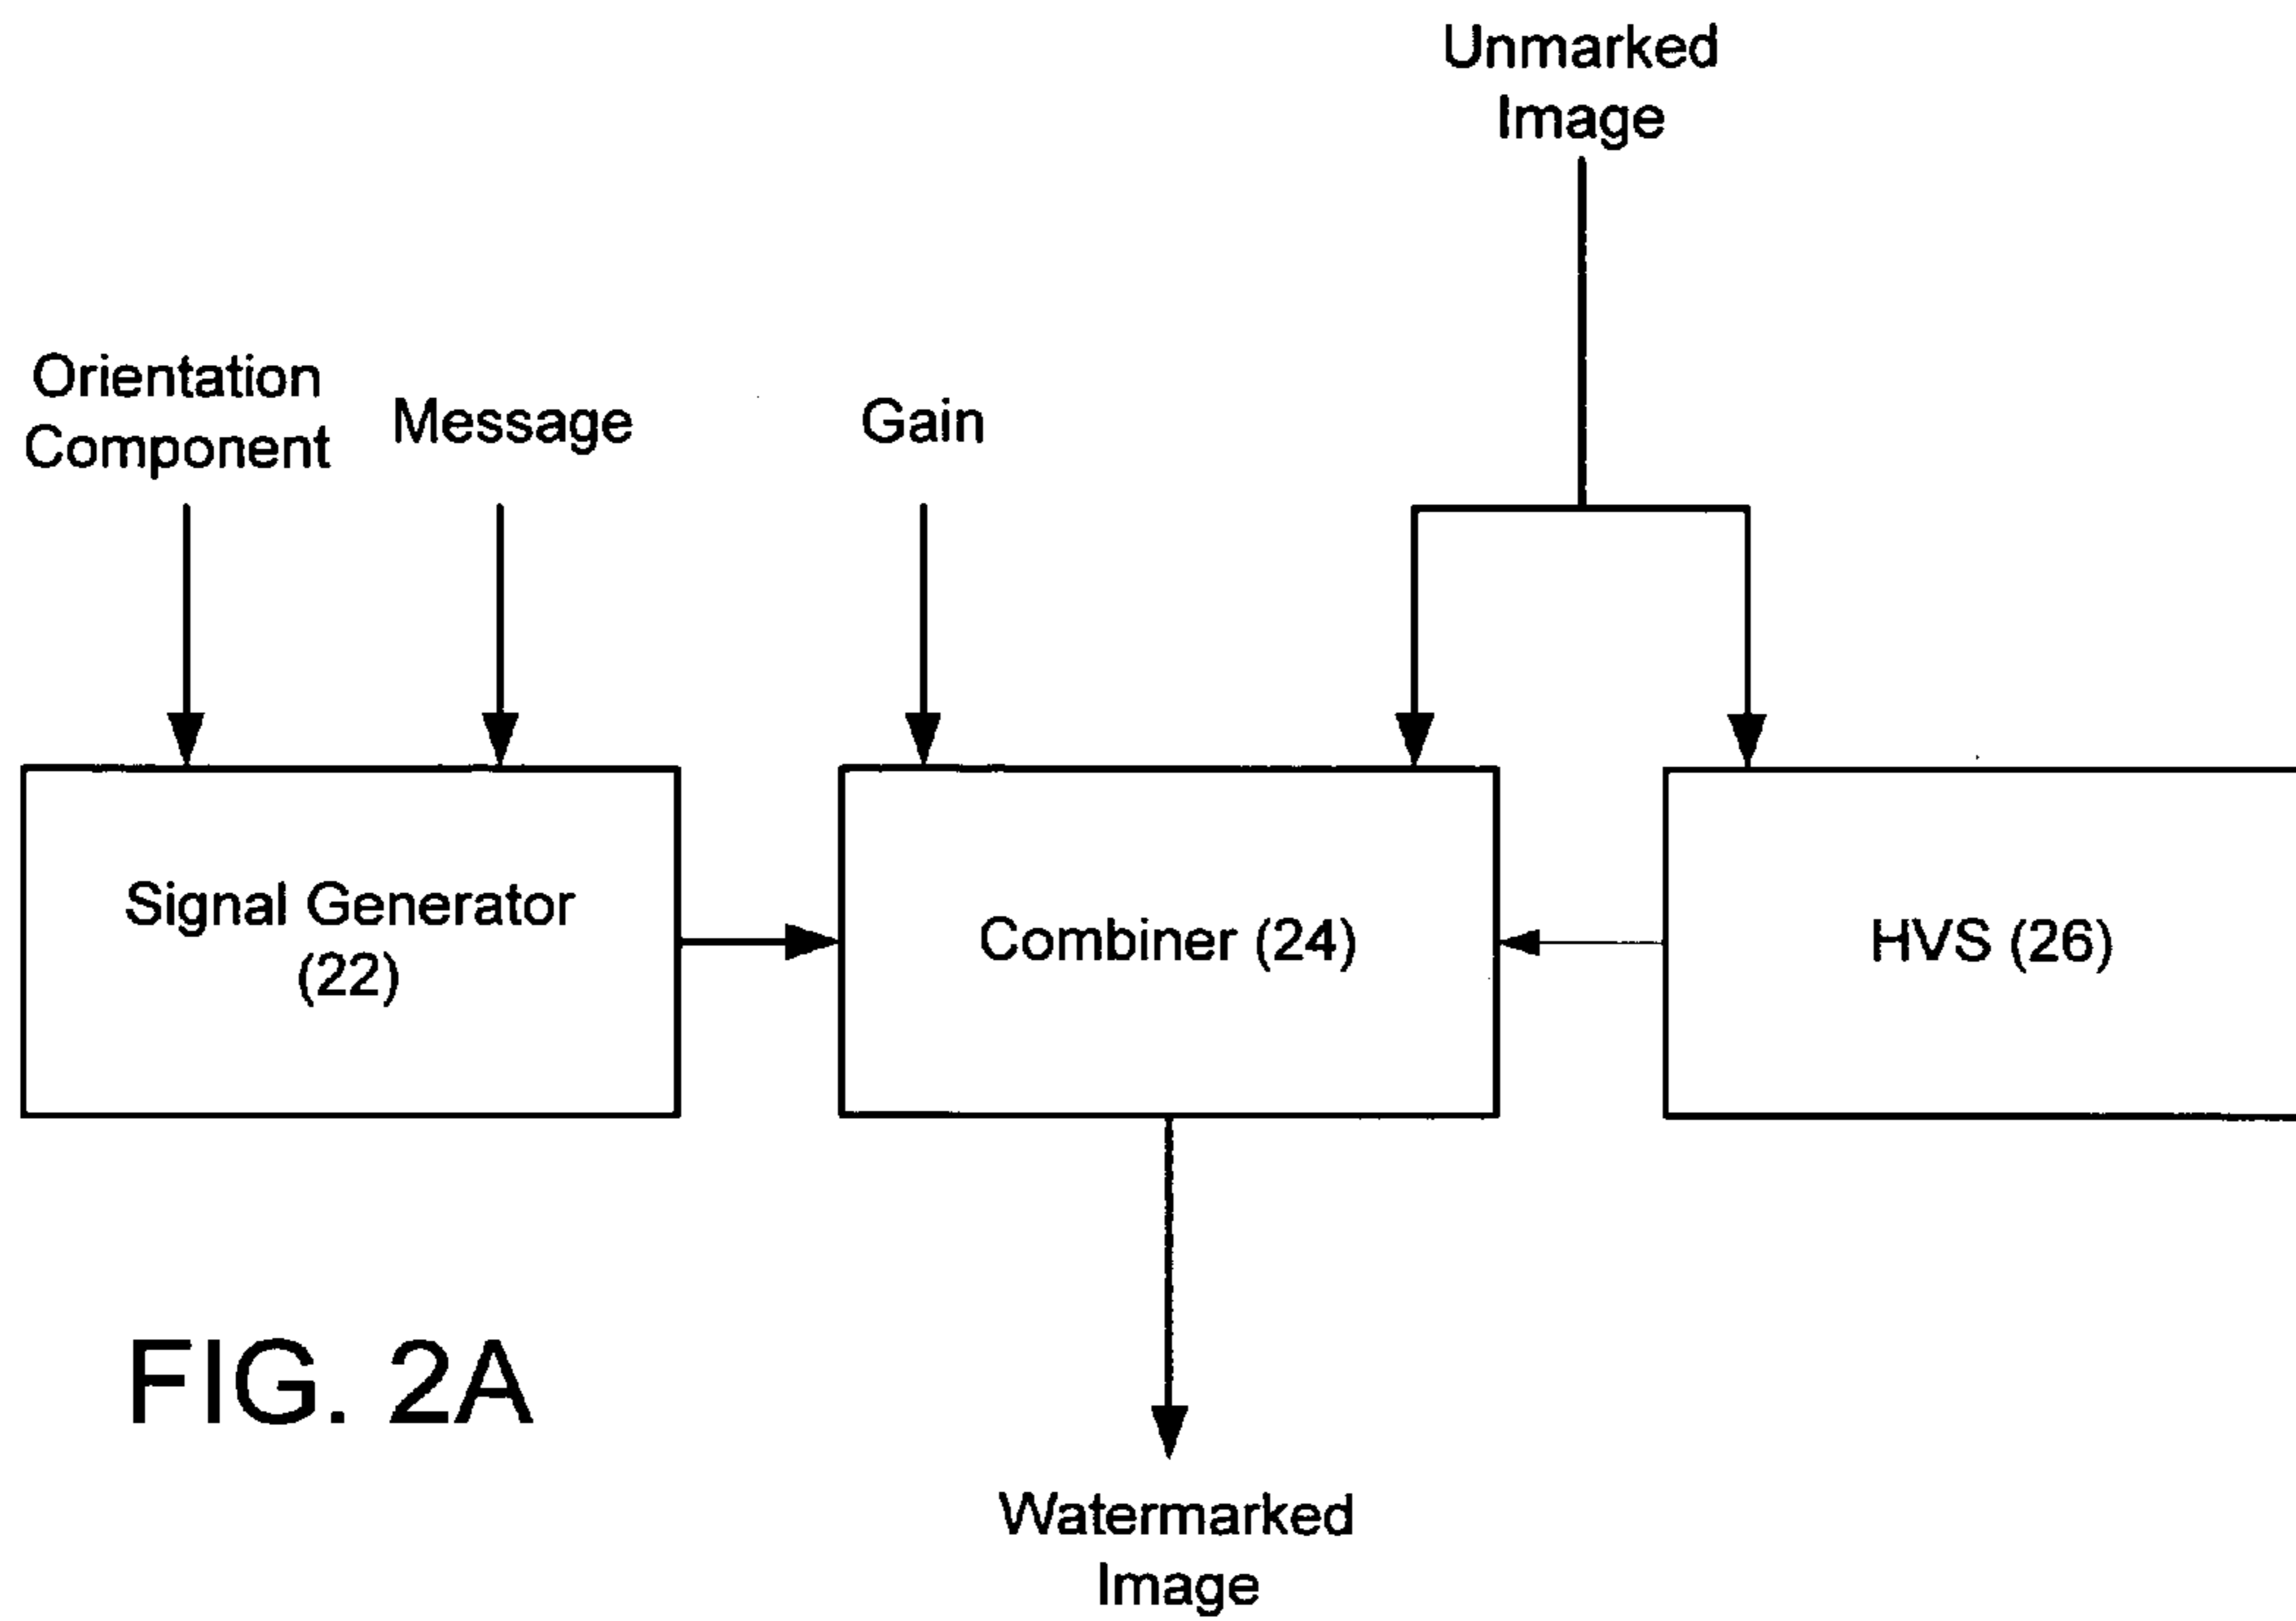 Unmarked
Image
Orientation
Component
Message
Gain
Signal Generator
(22)
Combiner (24)
HVS (26)
FIG. 2A
Watermarked
Image